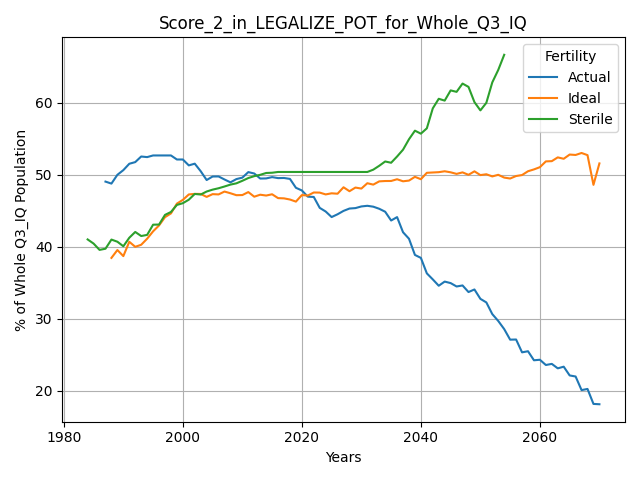 Score_2_in_LEGALIZE_POT_for_Whole_Q3_IQ
Fertility
Actual
Ideal
Sterile
% of Whole Q3_IQ Population
60
50
40
30
20
1980
2000
2020
2040
2060
Years